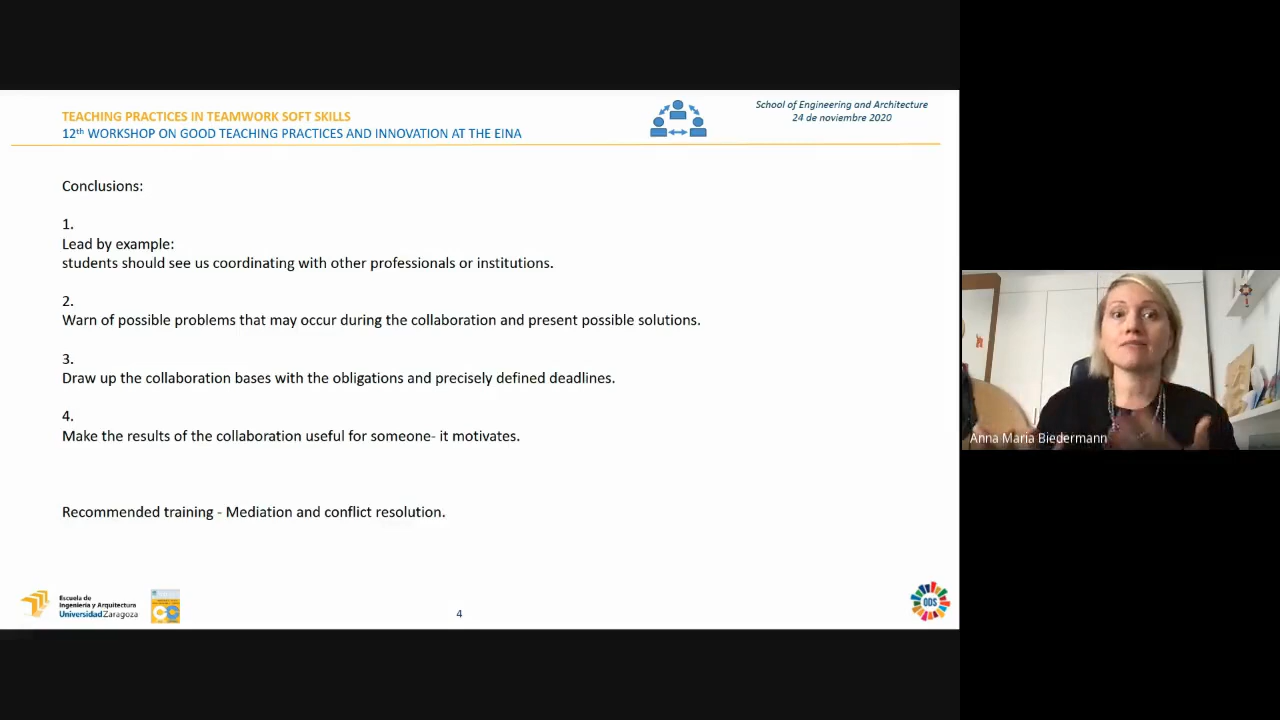 TEACHING PRACTICES IN TEAMWORK SOFT SKILLS
12th WORKSHOP ON GOOD TEACHING PRACTICES AND INNOVATION AT THE EINA
School of Engineering and Architecture
24 de noviembre 2020
Conclusions:
1.
Lead by example:
students should see us coordinating with other professionals or institutions.
2.
Warn of possible problems that may occur during the collaboration and present possible solutions.
3.
Draw up the collaboration bases with the obligations and precisely defined deadlines.
4.
Make the results of the collaboration useful for someone- it motivates.
Recommended training - Mediation and conflict resolution.
Anna Maria Biedermann
Escuela de
Ingeniería y Arquitectura
Universidad Zaragoza
4
ODS